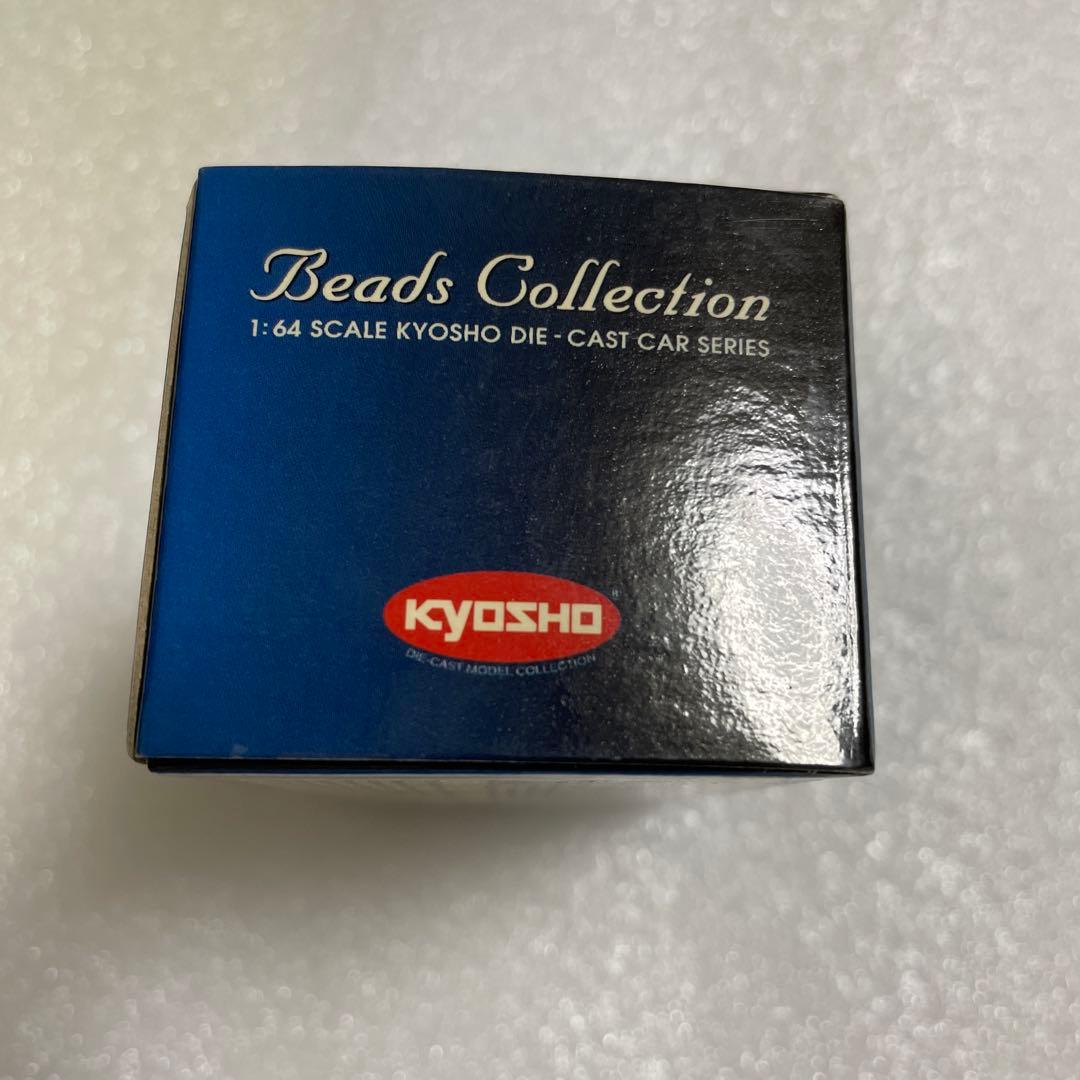 Beads Collection
1:64 SCALE KYOSHO DIE-CAST CAR SERIES
KYOSHO®
DIE-CAST MODEL COLLECTION